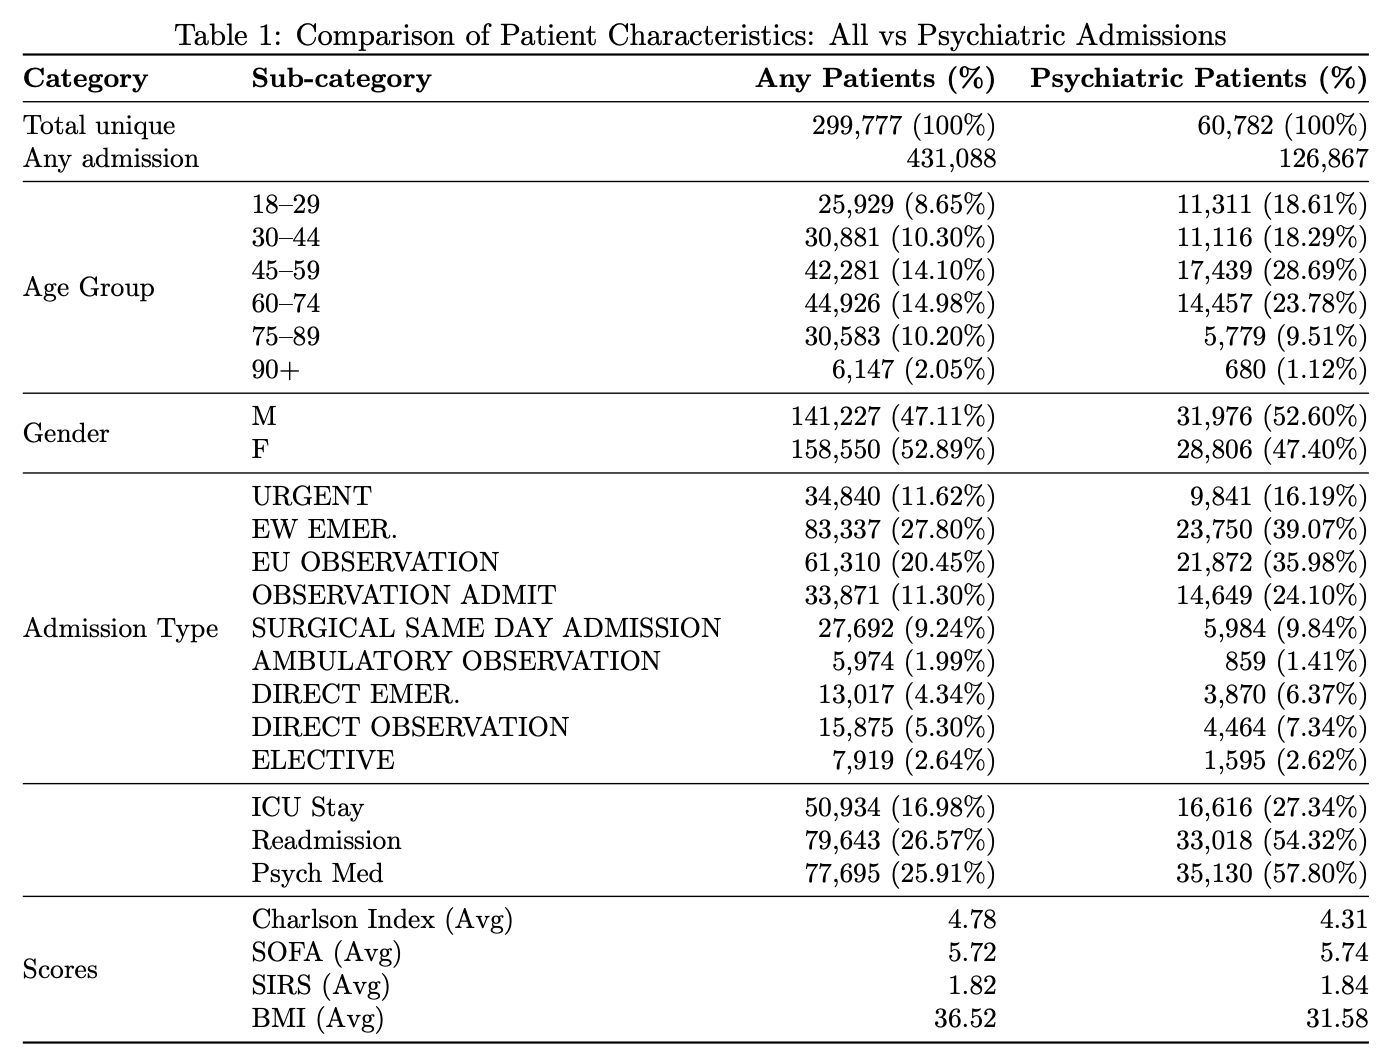 Table 1: Comparison of Patient Characteristics: All vs Psychiatric Admissions
Category Sub-category Any Patients (%) Psychiatric Patients (%)
Total unique 299,777 (100%) 60,782 (100%)
Any admission 431,088 126,867
Age Group
18–29 25,929 (8.65%) 11,311 (18.61%)
30–44 30,881 (10.30%) 11,116 (18.29%)
45–59 42,281 (14.10%) 17,439 (28.69%)
60–74 44,926 (14.98%) 14,457 (23.78%)
75–89 30,583 (10.20%) 5,779 (9.51%)
90+ 6,147 (2.05%) 680 (1.12%)
Gender
M 141,227 (47.11%) 31,976 (52.60%)
F 158,550 (52.89%) 28,806 (47.40%)
Admission Type
URGENT 34,840 (11.62%) 9,841 (16.19%)
EW EMER. 83,337 (27.80%) 23,750 (39.07%)
EU OBSERVATION 61,310 (20.45%) 21,872 (35.98%)
OBSERVATION ADMIT 33,871 (11.30%) 14,649 (24.10%)
SURGICAL SAME DAY ADMISSION 27,692 (9.24%) 5,984 (9.84%)
AMBULATORY OBSERVATION 5,974 (1.99%) 859 (1.41%)
DIRECT EMER. 13,017 (4.34%) 3,870 (6.37%)
DIRECT OBSERVATION 15,875 (5.30%) 4,464 (7.34%)
ELECTIVE 7,919 (2.64%) 1,595 (2.62%)
ICU Stay 50,934 (16.98%) 16,616 (27.34%)
Readmission 79,643 (26.57%) 33,018 (54.32%)
Psych Med 77,695 (25.91%) 35,130 (57.80%)
Scores
Charlson Index (Avg) 4.78 4.31
SOFA (Avg) 5.72 5.74
SIRS (Avg) 1.82 1.84
BMI (Avg) 36.52 31.58